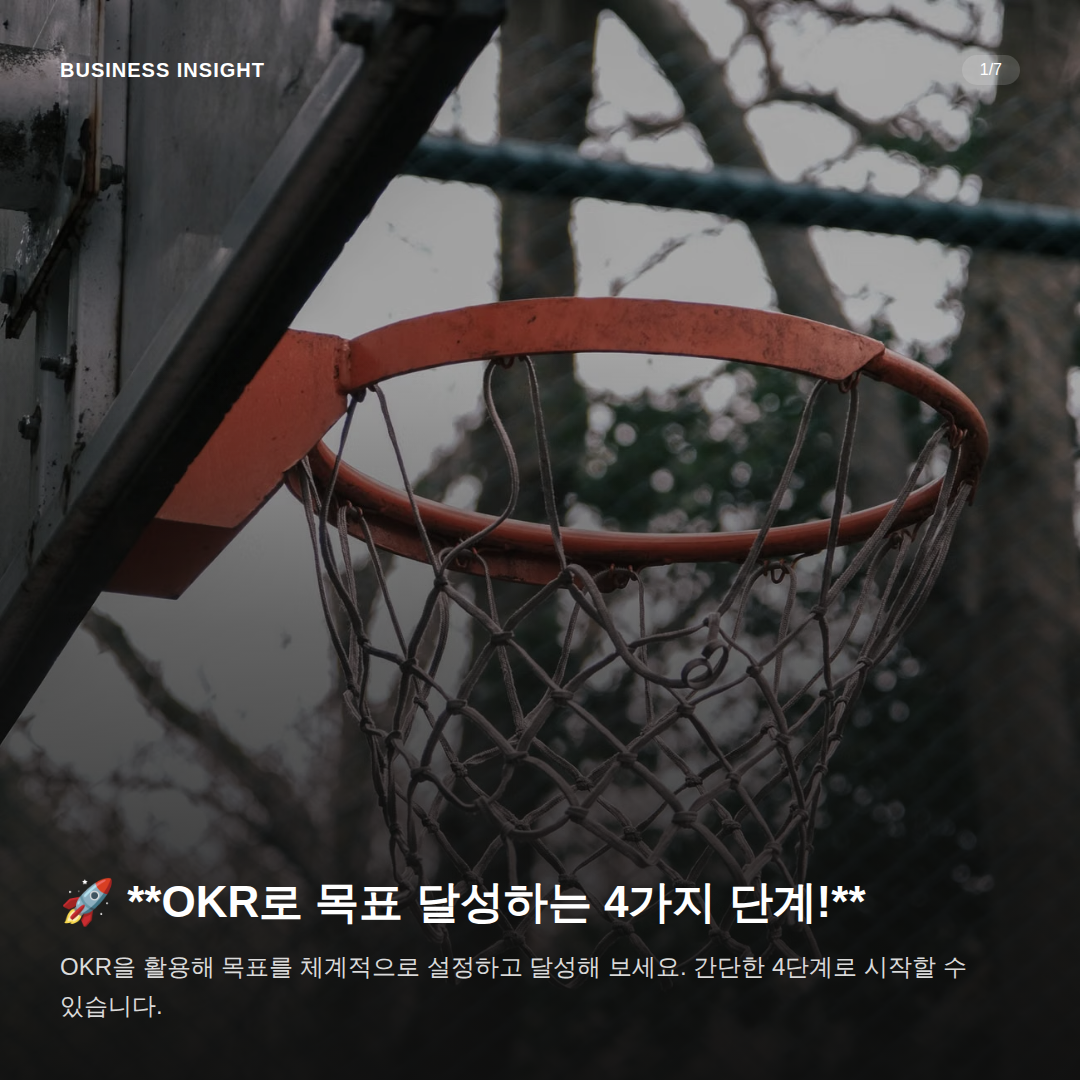 BUSINESS INSIGHT
1/7
🚀 **OKR로 목표 달성하는 4가지 단계!**
OKR을 활용해 목표를 체계적으로 설정하고 달성해 보세요. 간단한 4단계로 시작할 수
있습니다.